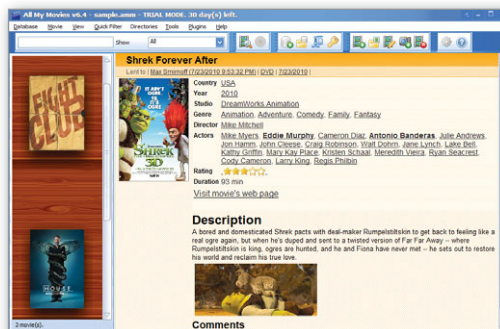 All My Movies v6.4 - sample.amm - TRIAL MODE. 30 day(s) left.
Database Movie View Quick Filter Directories Tools Plugins Help
Show All
Shrek Forever After
Lent to | Max Smirnoff (7/23/2010 9:53:32 PM) | DVD | 7/23/2010 |
Country USA
Year 2010
Studio DreamWorks Animation
Genre Animation, Adventure, Comedy, Family, Fantasy
Director Mike Mitchell
Actors Mike Myers, Eddie Murphy, Cameron Diaz, Antonio Banderas, Julie Andrews,
Jon Hamm, John Cleese, Craig Robinson, Walt Dohrn, Jane Lynch, Lake Bell,
Kathy Griffin, Mary Kay Place, Kristen Schaal, Meredith Vieira, Ryan Seacrest,
Cody Cameron, Larry King, Regis Philbin
Rating
Duration 93 min
Visit movie's web page
Description
A bored and domesticated Shrek pacts with deal-maker Rumpelstiltskin to get back to feeling like a
real ogre again, but when he's duped and sent to a twisted version of Far Far Away -- where
Rumpelstiltskin is king, ogres are hunted, and he and Fiona have never met -- he sets out to restore
his world and reclaim his true love.
Comments
FIGHT
CLUB
HOUSE
IT AIN'T
OGRE
SHREK
3D
2 movie(s).